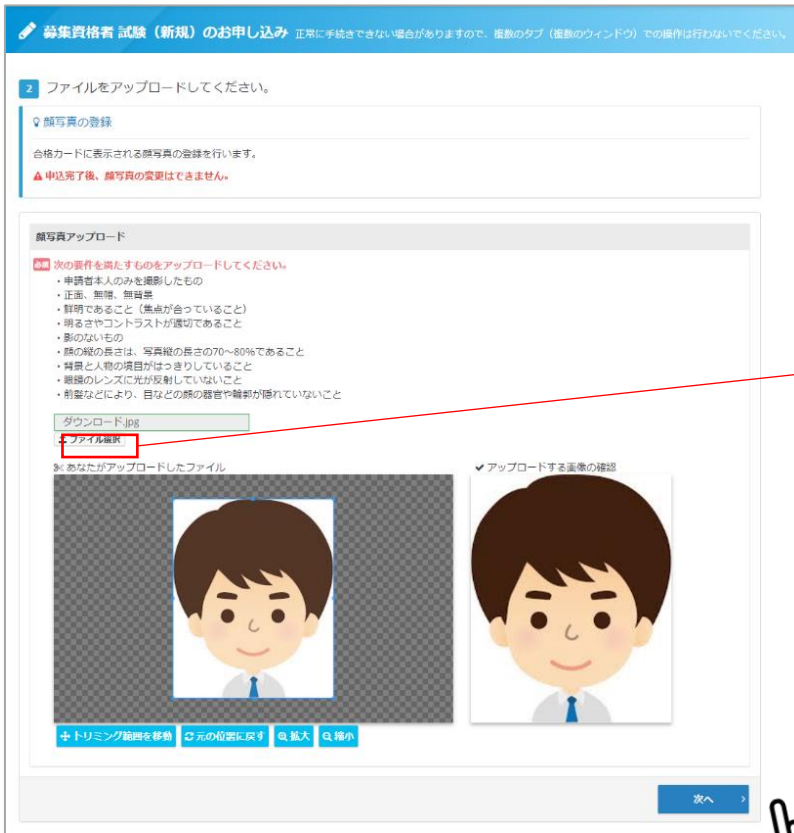 募集資格者 試験（新規）のお申し込み 正常に手続きできない場合がありますので、複数のタブ（複数のウィンドウ）での操作は行わないでください。
2 ファイルをアップロードしてください。
顔写真の登録
合格カードに表示される顔写真の登録を行います。
申込完了後、顔写真の変更はできません。
顔写真アップロード
必須 次の要件を満たすものをアップロードしてください。
・申請者本人のみを撮影したもの
・正面、無帽、無背景
・鮮明であること（焦点が合っていること）
・明るさやコントラストが適切であること
・影のないもの
・顔の縦の長さは、写真縦の長さの70～80%であること
・背景と人物の境目がはっきりしていること
・眼鏡のレンズに光が反射していないこと
・前髪などにより、目などの顔の器官や輪郭が隠れていないこと
ダウンロード.jpg
ファイル選択
あなたがアップロードしたファイル
アップロードする画像の確認
トリミング範囲を移動 元の位置に戻す 拡大 縮小
次へ